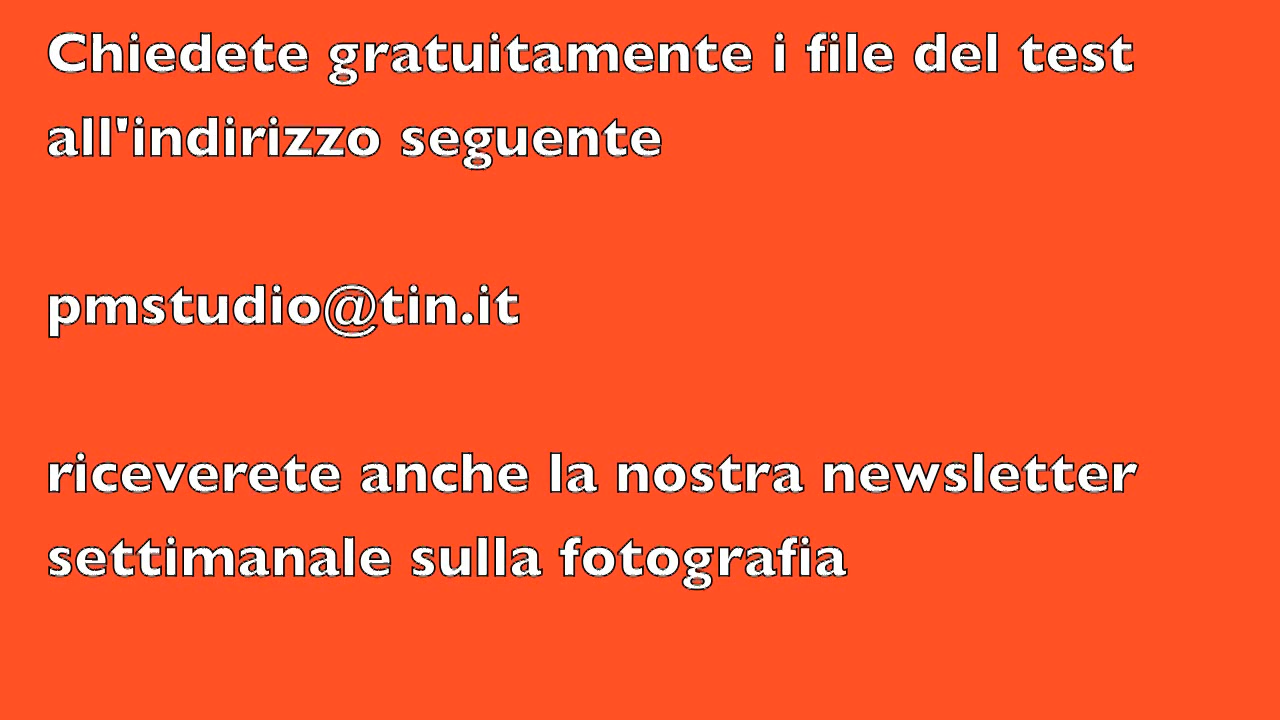 Chiedete gratuitamente i file del test
all'indirizzo seguente
pmstudio@tin.it
riceverete anche la nostra newsletter
settimanale sulla fotografia